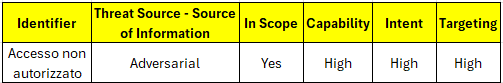 Identifier Threat Source - Source of Information In Scope Capability Intent Targeting
Accesso non autorizzato Adversarial Yes High High High